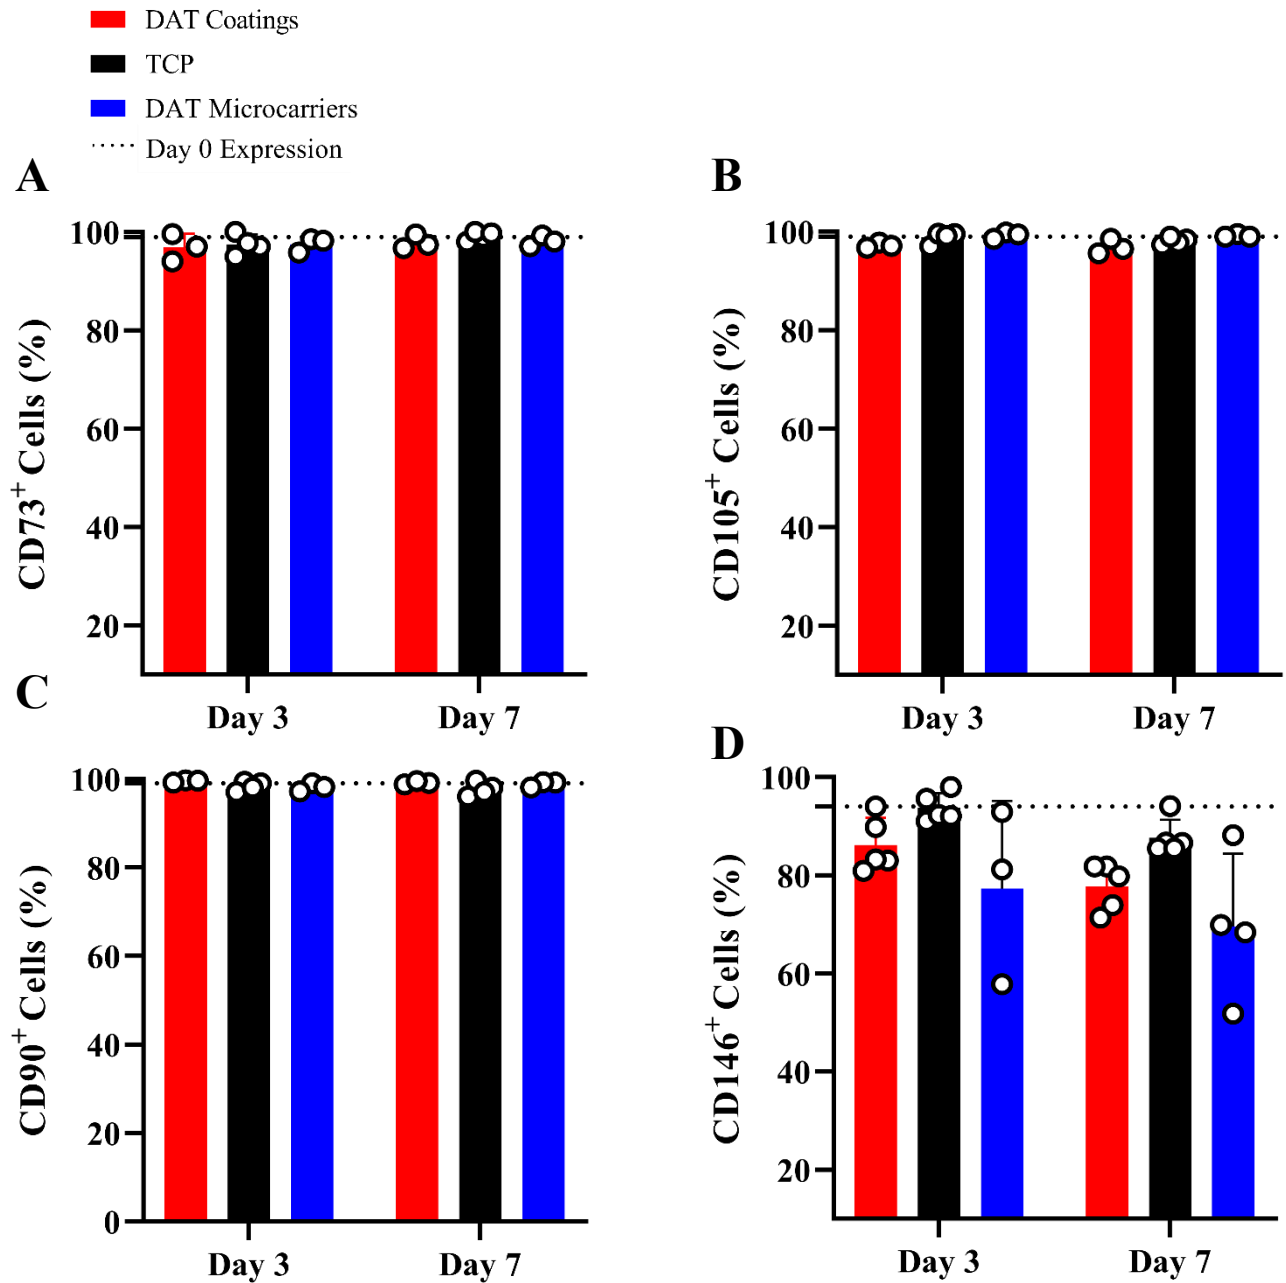 DAT Coatings
TCP
DAT Microcarriers
Day 0 Expression
A
100
80
60
40
20
CD73⁺ Cells (%)
Day 3
Day 7
B
100
80
60
40
20
CD105⁺ Cells (%)
Day 3
Day 7
C
100
80
60
40
20
0
CD90⁺ Cells (%)
Day 3
Day 7
D
100
80
60
40
20
CD146⁺ Cells (%)
Day 3
Day 7